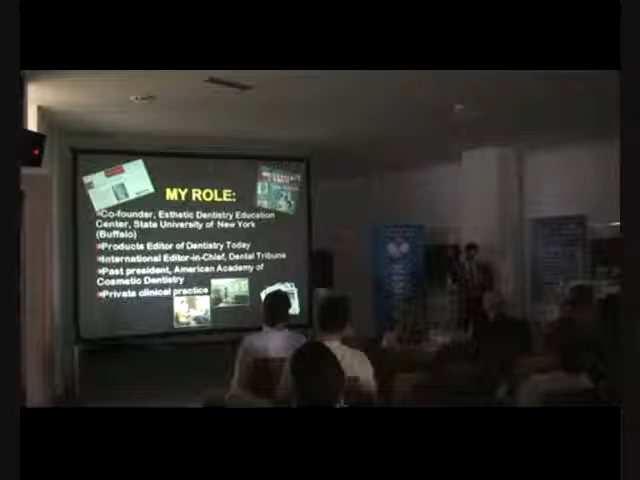 MY ROLE:
Co-founder, Esthetic Dentistry Education
Center, State University of New York
(Buffalo)
Products Editor of Dentistry Today
International Editor-in-Chief, Dental Tribune
Past president, American Academy of
Cosmetic Dentistry
Private clinical practice